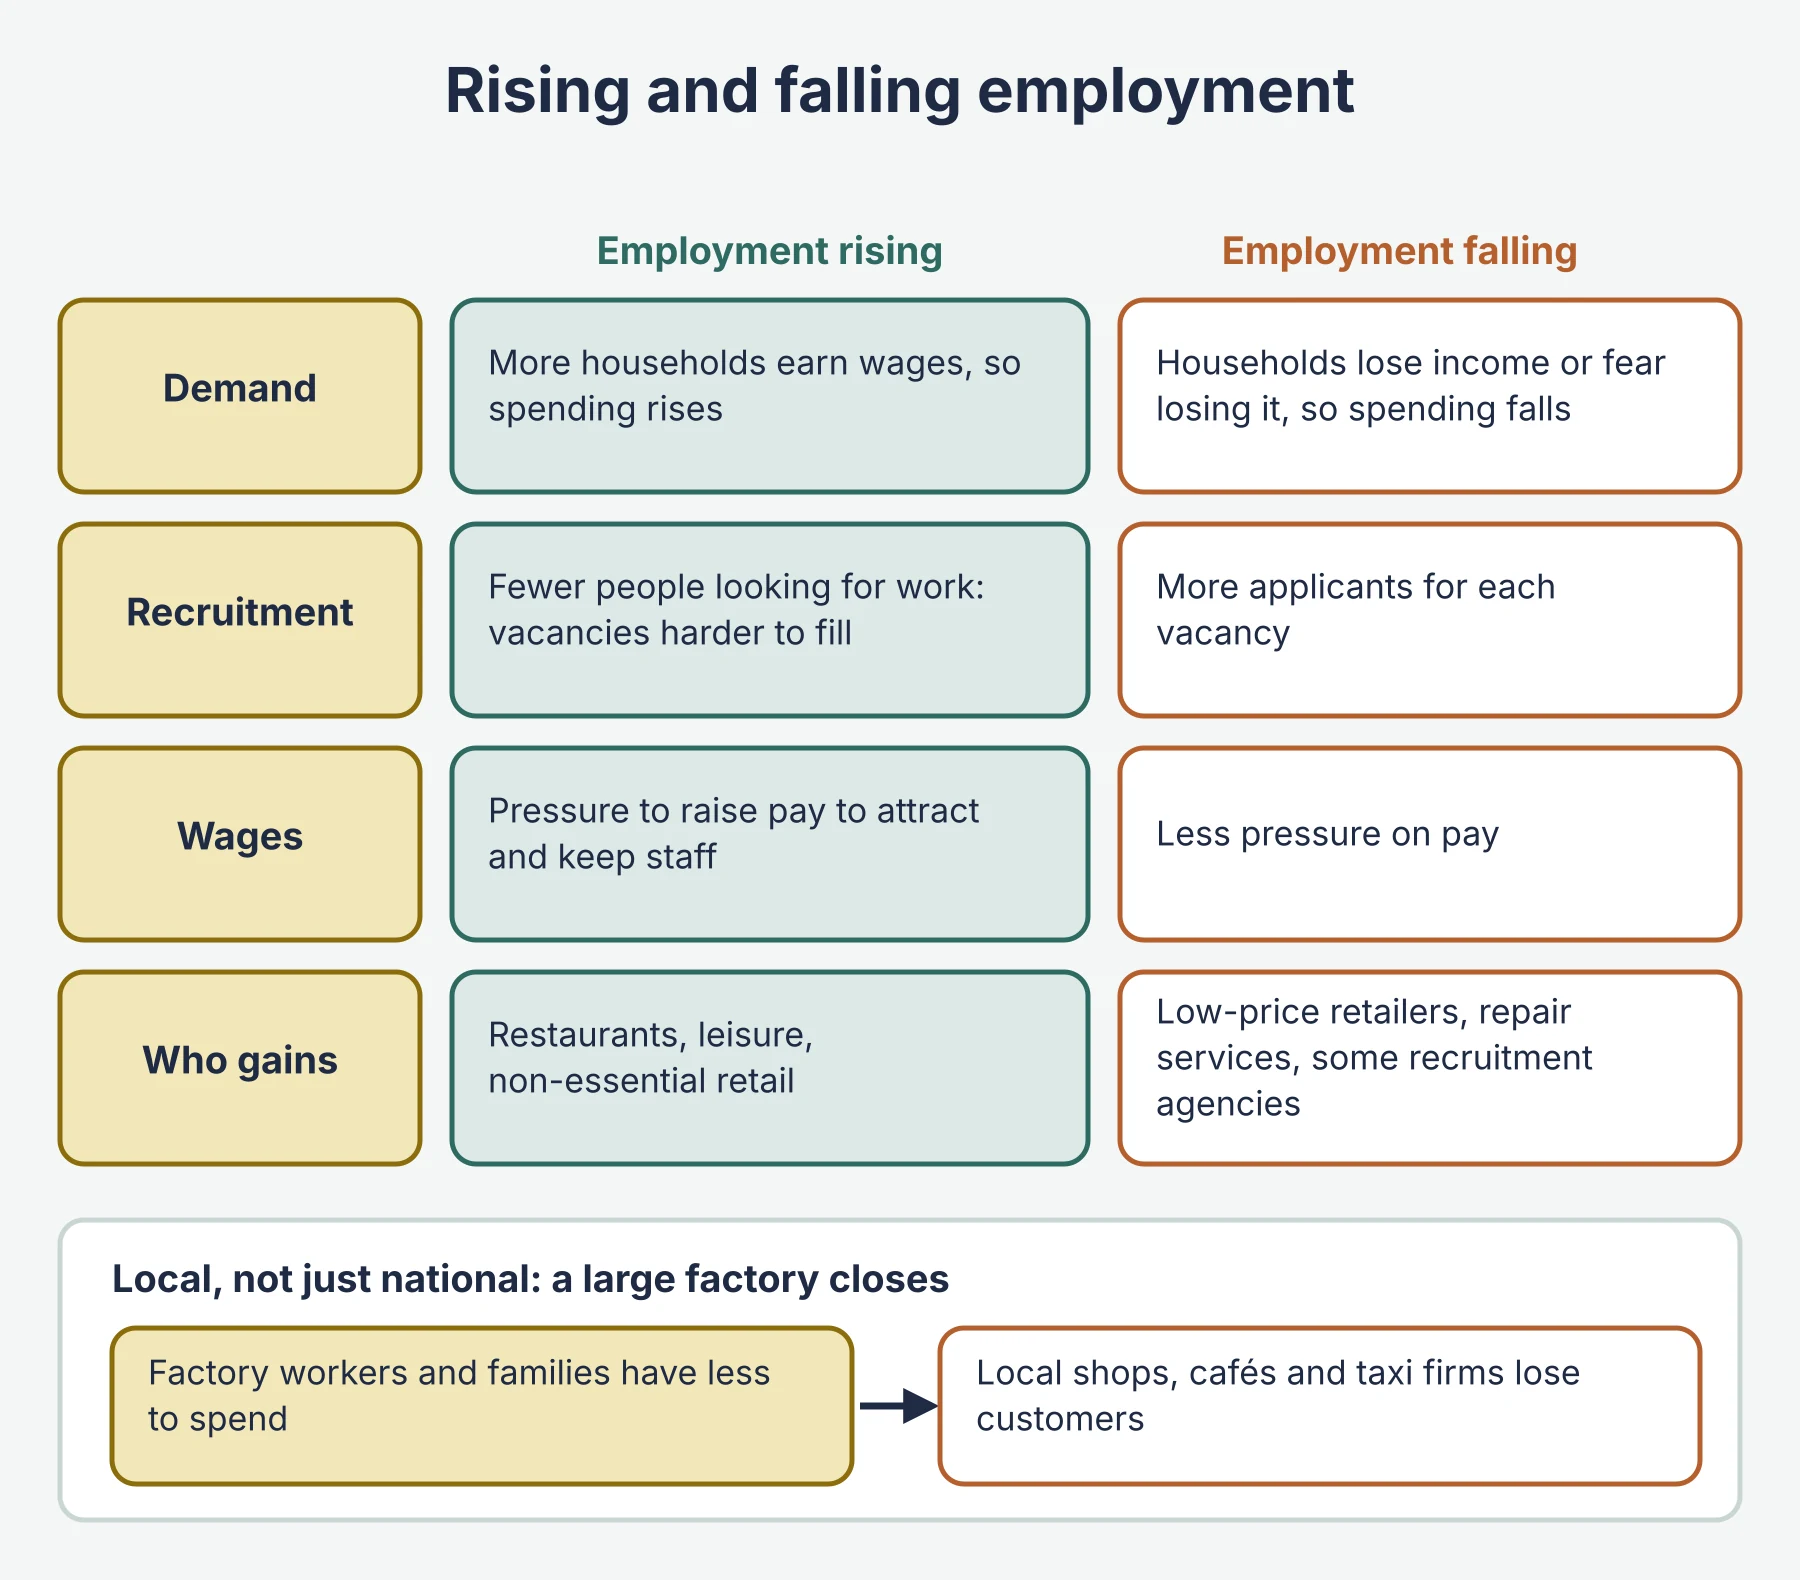 Rising and falling employment
Employment rising
Employment falling
Demand
More households earn wages, so
spending rises
Households lose income or fear
losing it, so spending falls
Recruitment
Fewer people looking for work:
vacancies harder to fill
More applicants for each
vacancy
Wages
Pressure to raise pay to attract
and keep staff
Less pressure on pay
Who gains
Restaurants, leisure,
non-essential retail
Low-price retailers, repair
services, some recruitment
agencies
Local, not just national: a large factory closes
Factory workers and families have less
to spend
Local shops, cafés and taxi firms lose
customers